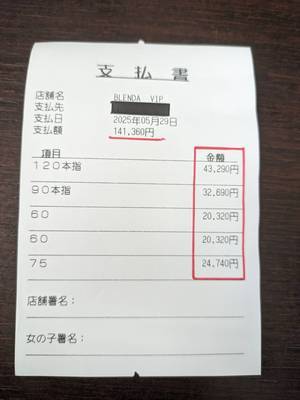 支払書
店舗名 BLENDA VIP
支払先
支払日 2025年05月29日
支払額 141,360円
項目 金額
120本指 43,290円
90本指 32,690円
60 20,320円
60 20,320円
75 24,740円
店舗署名：
女の子署名：